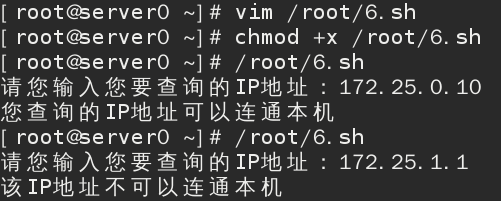 [root@server0 ~]# vim /root/6.sh
[root@server0 ~]# chmod +x /root/6.sh
[root@server0 ~]# /root/6.sh
请您输入您要查询的IP地址：172.25.0.10
您查询的IP地址可以连通本机
[root@server0 ~]# /root/6.sh
请您输入您要查询的IP地址：172.25.1.1
该IP地址不可以连通本机